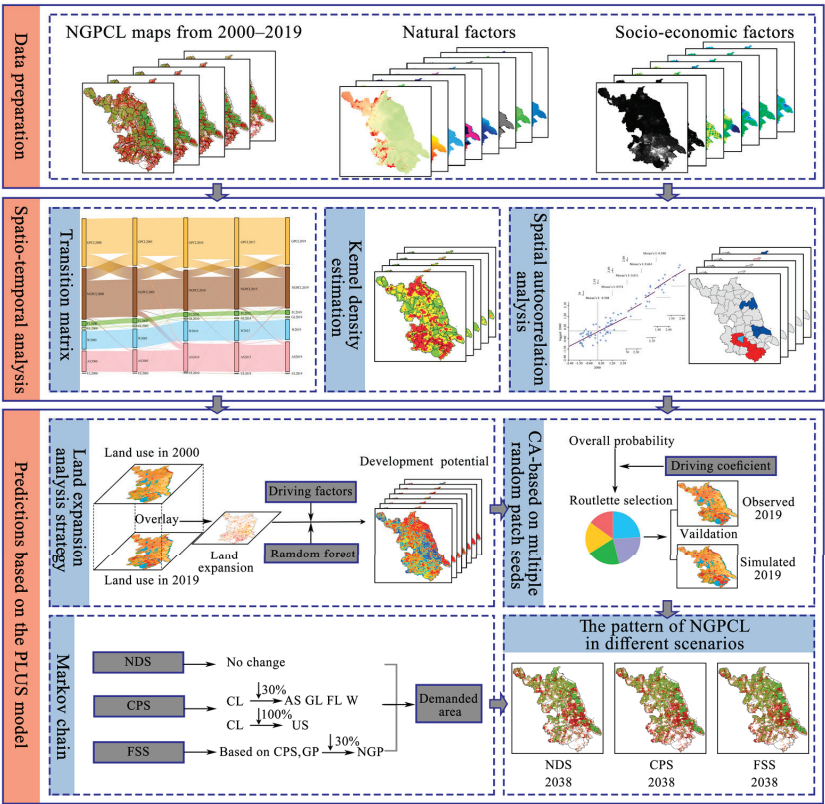 Data preparation
NGPCL maps from 2000–2019
Natural factors
Socio-economic factors
Spatio-temporal analysis
Transition matrix
Kemel density
estimation
Spatial autocorrelation
analysis
2000
Predictions based on the PLUS model
Land expansion
analysis strategy
Land use in 2000
Overlay
Land use in 2019
Land
expansion
Driving factors
Ramdom forest
Development potential
CA-based on multiple
random patch seeds
Overall probability
Driving coeficient
Routlette selection
Observed
2019
Vaildation
Simulated
2019
Markov chain
NDS
No change
CPS
30%
CL
AS GL FL W
100%
CL
US
FSS
Based on CPS,GP
30%
NGP
Demanded
area
The pattern of NGPCL
in different scenarios
NDS
2038
CPS
2038
FSS
2038